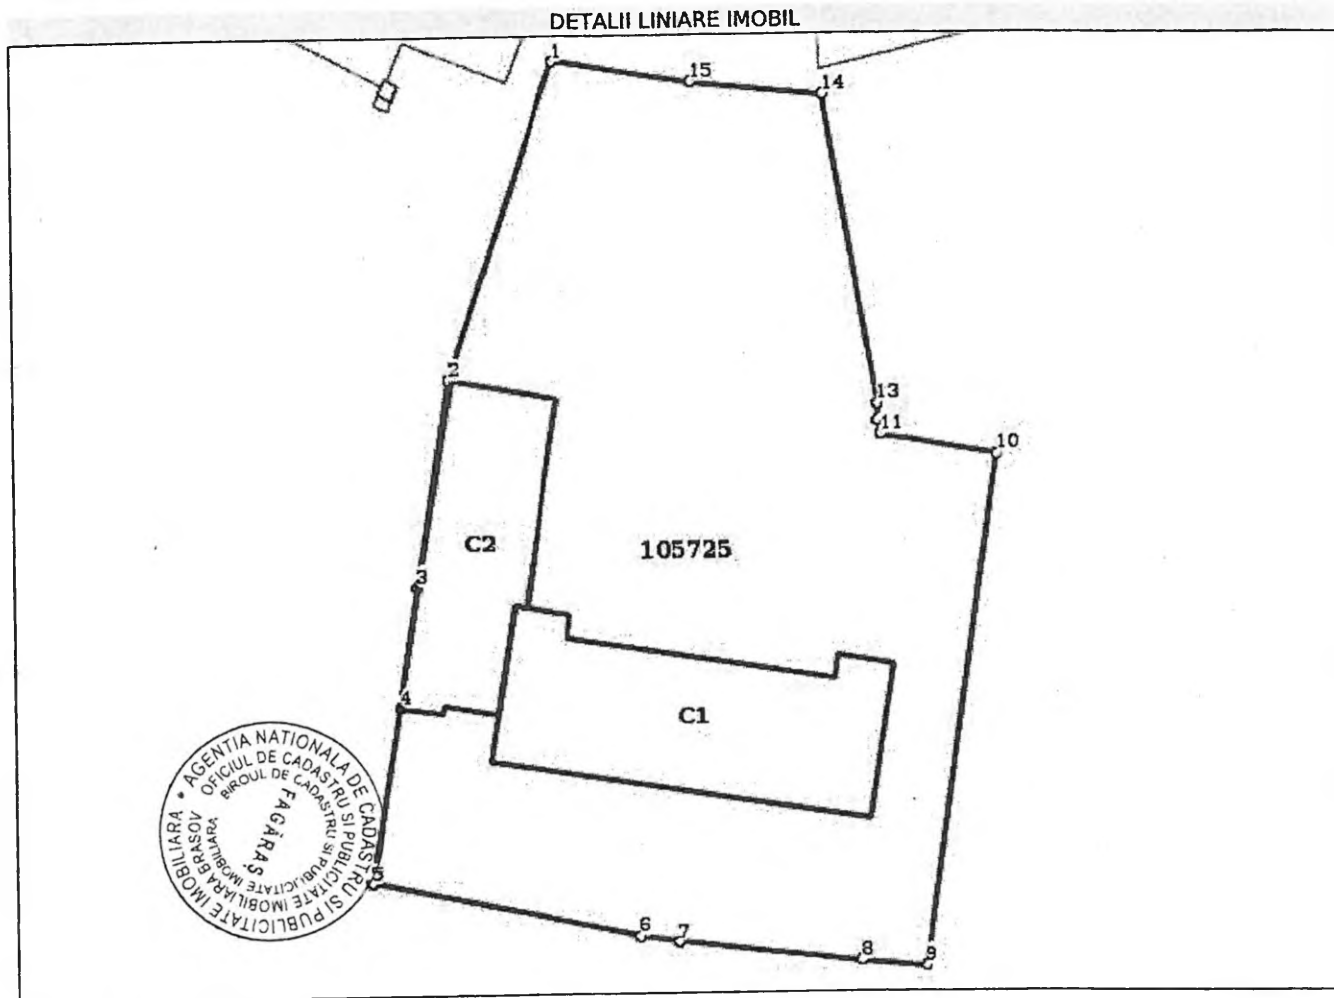 DETALII LINIARE IMOBIL
1
15
14
2
13
11
10
C2
105725
3
C1
4
AGENTIA NATIONALA DE CADASTRU SI PUBLICITATE IMOBILIARA •
OFICIUL DE CADASTRU SI PUBLICITATE IMOBILIARA BRASOV
BIROUL DE CADASTRU SI PUBLICITATE IMOBILIARA
FAGĂRAȘ
5
6
7
8
9